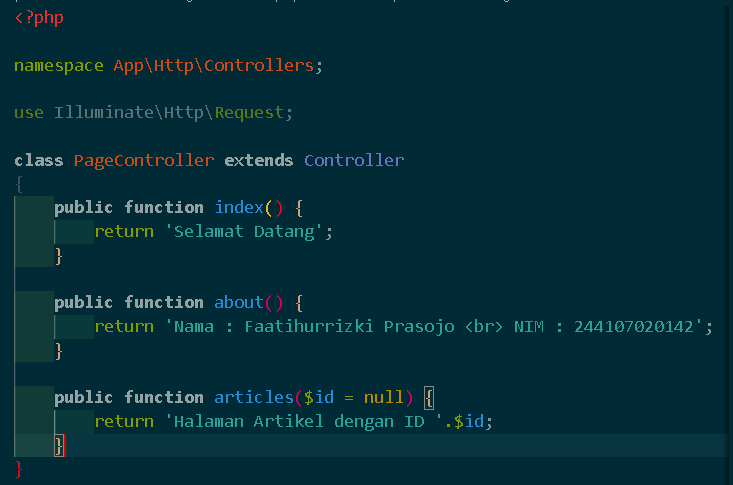 <?php
namespace App\Http\Controllers;
use Illuminate\Http\Request;
class PageController extends Controller
{
    public function index() {
        return 'Selamat Datang';
    }
    public function about() {
        return 'Nama : Faatihurrizki Prasojo <br> NIM : 244107020142';
    }
    public function articles($id = null) {
        return 'Halaman Artikel dengan ID '.$id;
    }
}